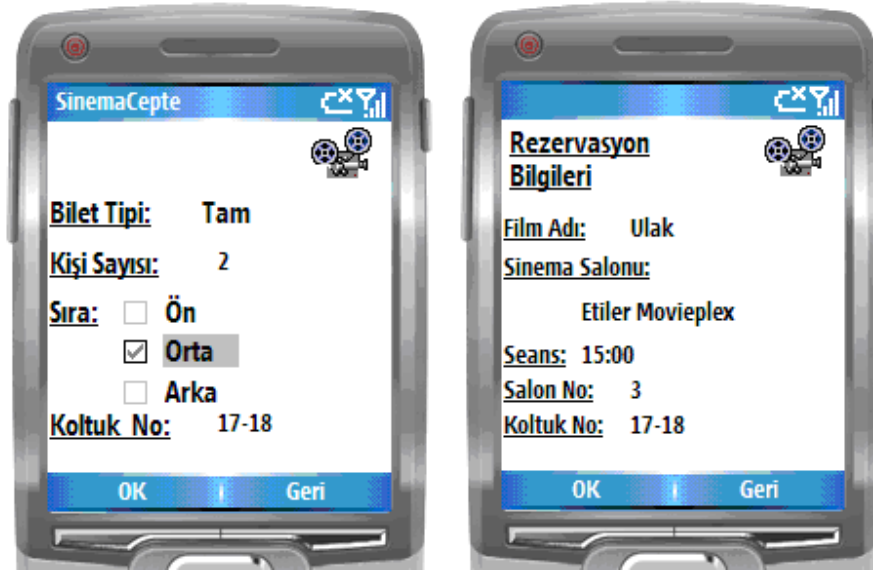 SinemaCepte
Bilet Tipi: Tam
Kişi Sayısı: 2
Sıra: Ön
Orta
Arka
Koltuk No: 17-18
OK Geri
Rezervasyon
Bilgileri
Film Adı: Ulak
Sinema Salonu:
Etiler Movieplex
Seans: 15:00
Salon No: 3
Koltuk No: 17-18
OK Geri